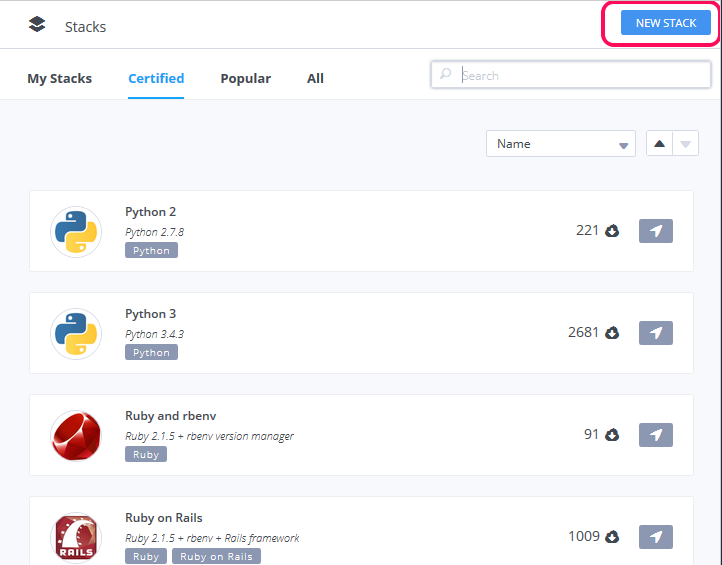 Stacks
NEW STACK
My Stacks Certified Popular All
Search
Name
Python 2
Python 2.7.8
Python
221
Python 3
Python 3.4.3
Python
2681
Ruby and rbenv
Ruby 2.1.5 + rbenv version manager
Ruby
91
Ruby on Rails
Ruby 2.1.5 + rbenv + Rails framework
Ruby Ruby on Rails
1009
RAILS